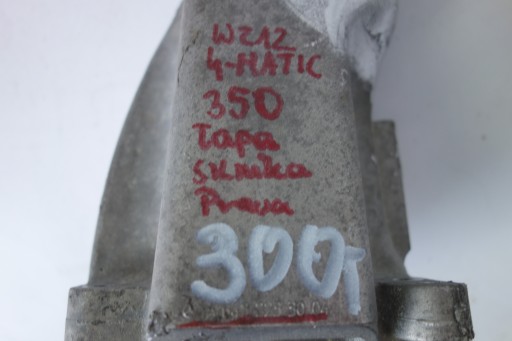 W212
4-MATIC
350
Łapa
silnika
Prawa
300,-